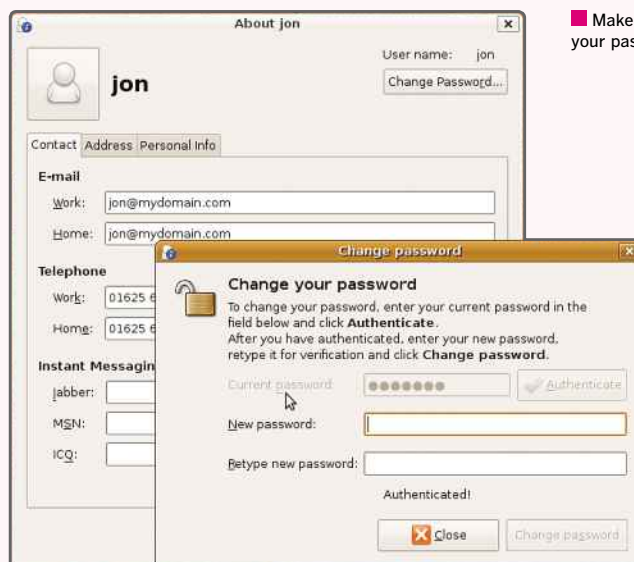 About jon
Make
your pas
User name: jon
jon
Change Password...
Contact Address Personal Info
E-mail
Work: jon@mydomain.com
Home: jon@mydomain.com
Telephone
Work: 01625 6
Home: 01625 6
Instant Messagin
Jabber:
MSN:
ICQ:
Change password
Change your password
To change your password, enter your current password in the
field below and click Authenticate.
After you have authenticated, enter your new password,
retype it for verification and click Change password.
Current password: Authenticate
New password:
Retype new password:
Authenticated!
Close Change password